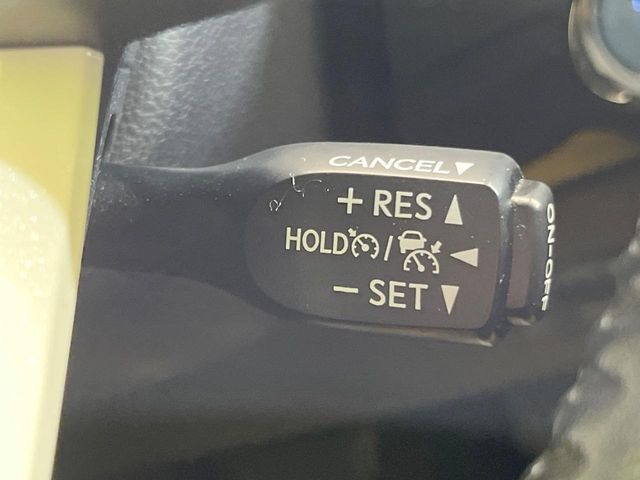 CANCEL▼
+ RES ▲
HOLD / ◀
− SET ▼
ON-OFF